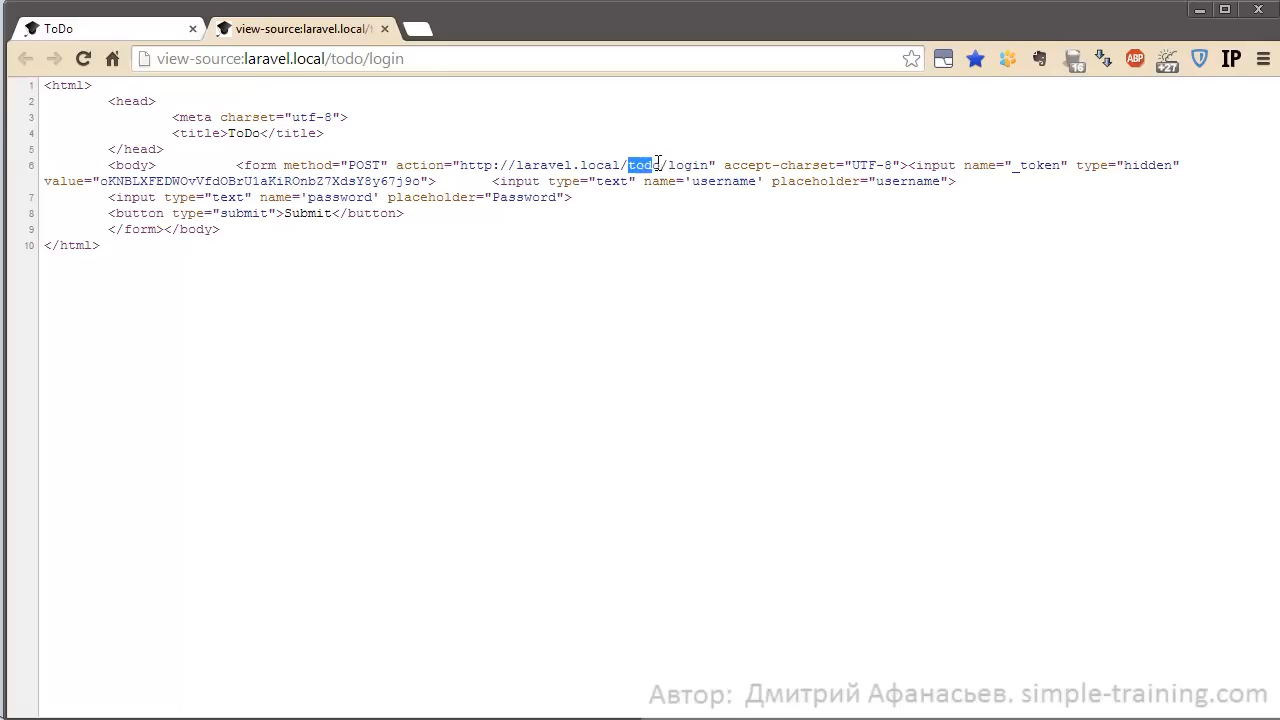 ToDo
view-source:laravel.local/
view-source:laravel.local/todo/login
16
ABP
+27
IP
1 <html>
2 <head>
3 <meta charset="utf-8">
4 <title>ToDo</title>
5 </head>
6 <body> <form method="POST" action="http://laravel.local/todo/login" accept-charset="UTF-8"><input name="_token" type="hidden"
value="oKNBLXFEDWOvVfdOBrU1aKiROnbZ7XdsY8y67j9o"> <input type="text" name='username' placeholder="username">
7 <input type="text" name='password' placeholder="Password">
8 <button type="submit">Submit</button>
9 </form></body>
10 </html>
Автор: Дмитрий Афанасьев. simple-training.com